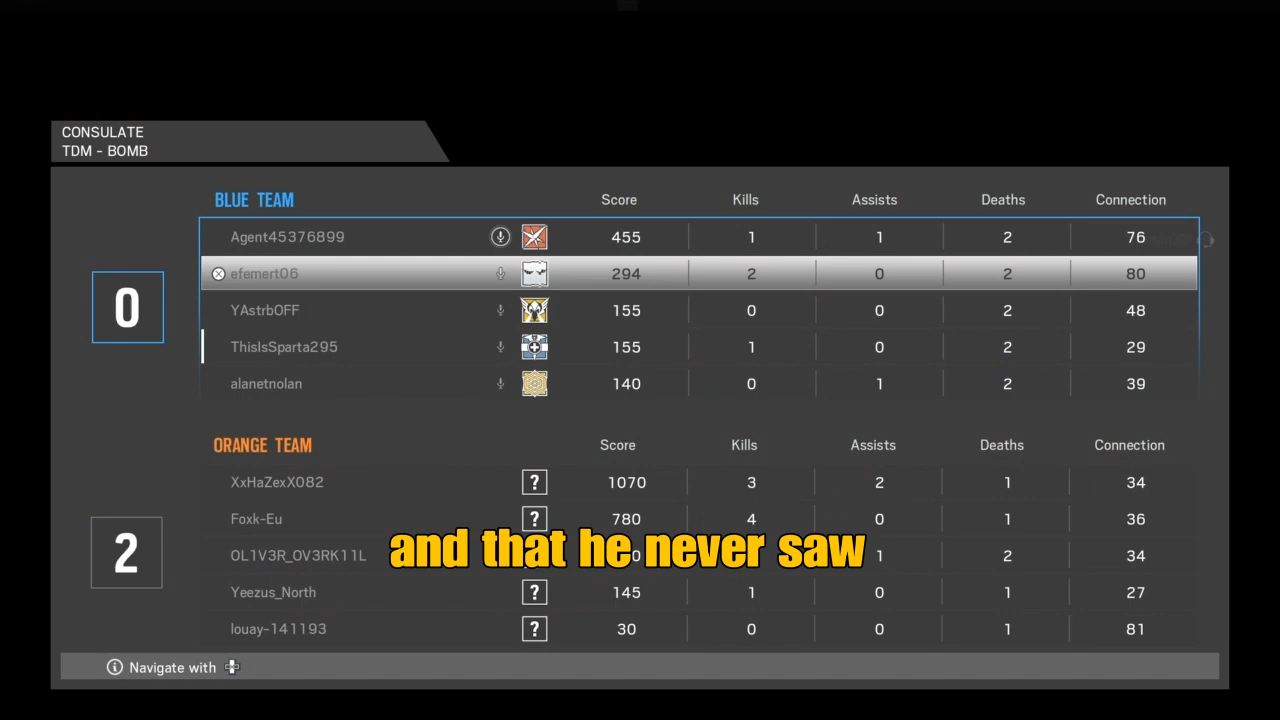 CONSULATE
TDM - BOMB
BLUE TEAM Score Kills Assists Deaths Connection
Agent45376899 455 1 1 2 76
efemert06 294 2 0 2 80
0
YAstrbOFF 155 0 0 2 48
ThisIsSparta295 155 1 0 2 29
alanetnolan 140 0 1 2 39
ORANGE TEAM Score Kills Assists Deaths Connection
XxHaZexX082 ? 1070 3 2 1 34
Foxk-Eu ? 780 4 0 1 36
2
OL1V3R_OV3RK11L 1 2 34
and that he never saw
Yeezus_North ? 145 1 0 1 27
louay-141193 ? 30 0 0 1 81
Navigate with